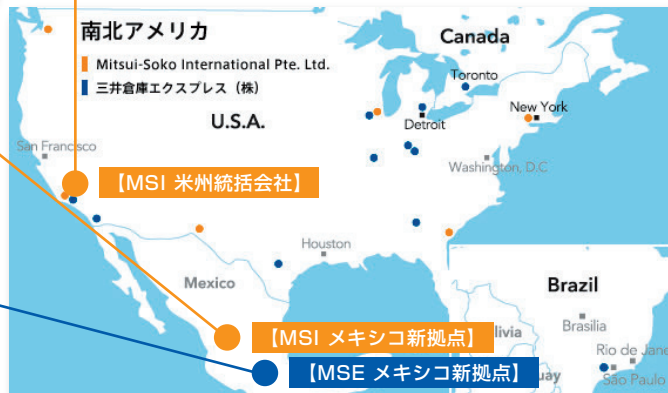 南北アメリカ
Mitsui-Soko International Pte. Ltd.
三井倉庫エクスプレス（株）
Canada
Toronto
U.S.A.
Detroit
New York
San Francisco
Washington, D.C
【MSI 米州統括会社】
Houston
Mexico
Brazil
【MSI メキシコ新拠点】
livia
Brasilia
Rio de Jane
【MSE メキシコ新拠点】
uay
São Paulo